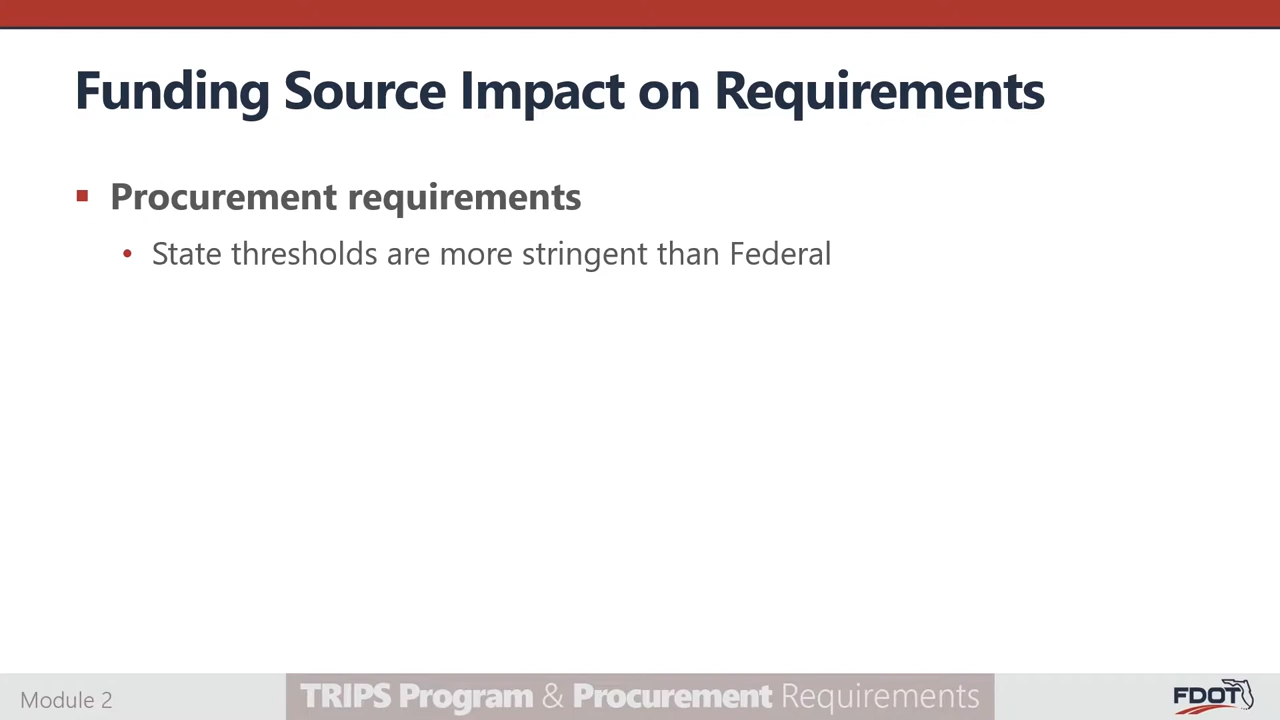 Funding Source Impact on Requirements
Procurement requirements
State thresholds are more stringent than Federal
Module 2
TRIPS Program & Procurement Requirements
FDOT